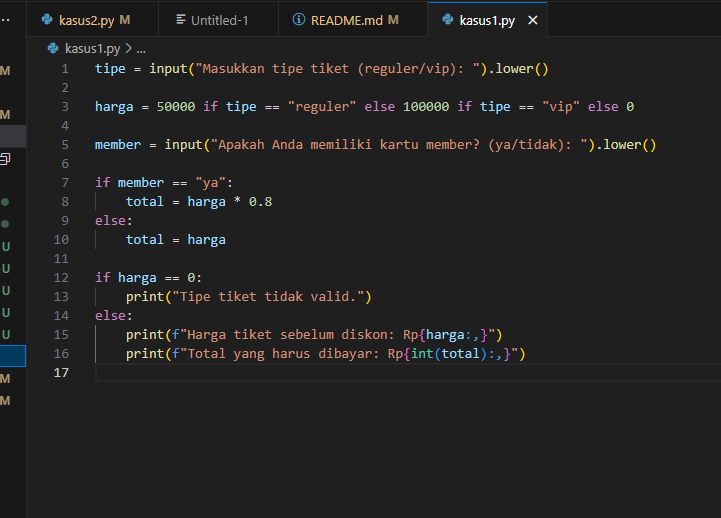 kasus2.py M Untitled-1 README.md M kasus1.py
kasus1.py > ...
1 tipe = input("Masukkan tipe tiket (reguler/vip): ").lower()
2
3 harga = 50000 if tipe == "reguler" else 100000 if tipe == "vip" else 0
4
5 member = input("Apakah Anda memiliki kartu member? (ya/tidak): ").lower()
6
7 if member == "ya":
8     total = harga * 0.8
9 else:
10     total = harga
11
12 if harga == 0:
13     print("Tipe tiket tidak valid.")
14 else:
15     print(f"Harga tiket sebelum diskon: Rp{harga:,}")
16     print(f"Total yang harus dibayar: Rp{int(total):,}")
17
M
M
U
U
U
U
U
M
M